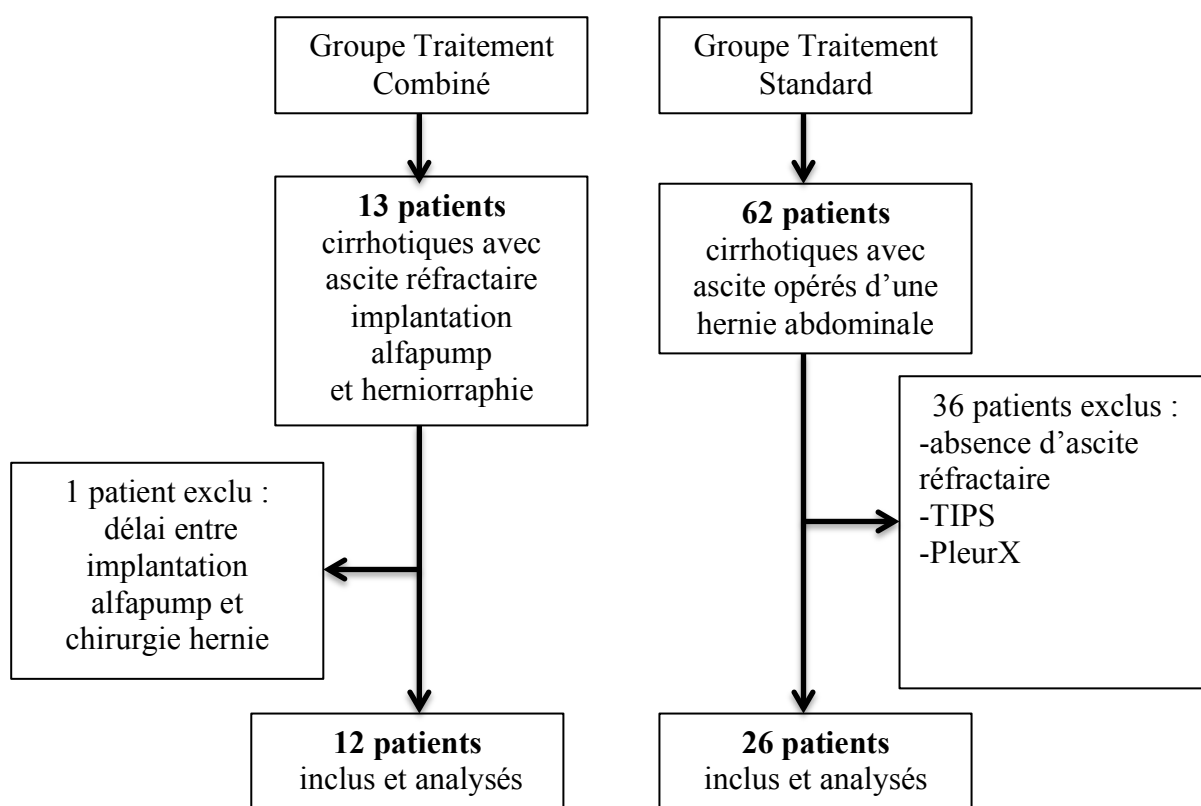 Groupe Traitement
Combiné
Groupe Traitement
Standard
13 patients
cirrhotiques avec
ascite réfractaire
implantation
alfapump
et herniorraphie
62 patients
cirrhotiques avec
ascite opérés d’une
hernie abdominale
36 patients exclus :
-absence d’ascite
réfractaire
-TIPS
-PleurX
1 patient exclu :
délai entre
implantation
alfapump et
chirurgie hernie
12 patients
inclus et analysés
26 patients
inclus et analysés